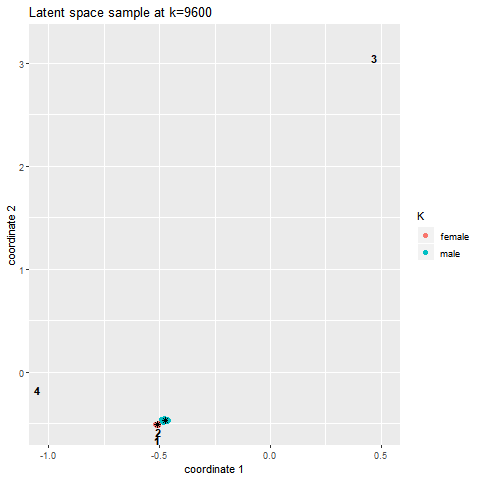 Latent space sample at k=9600
3
3
2
K
female
male
1
coordinate 2
0
4
2
1
-1.0
-0.5
0.0
0.5
coordinate 1